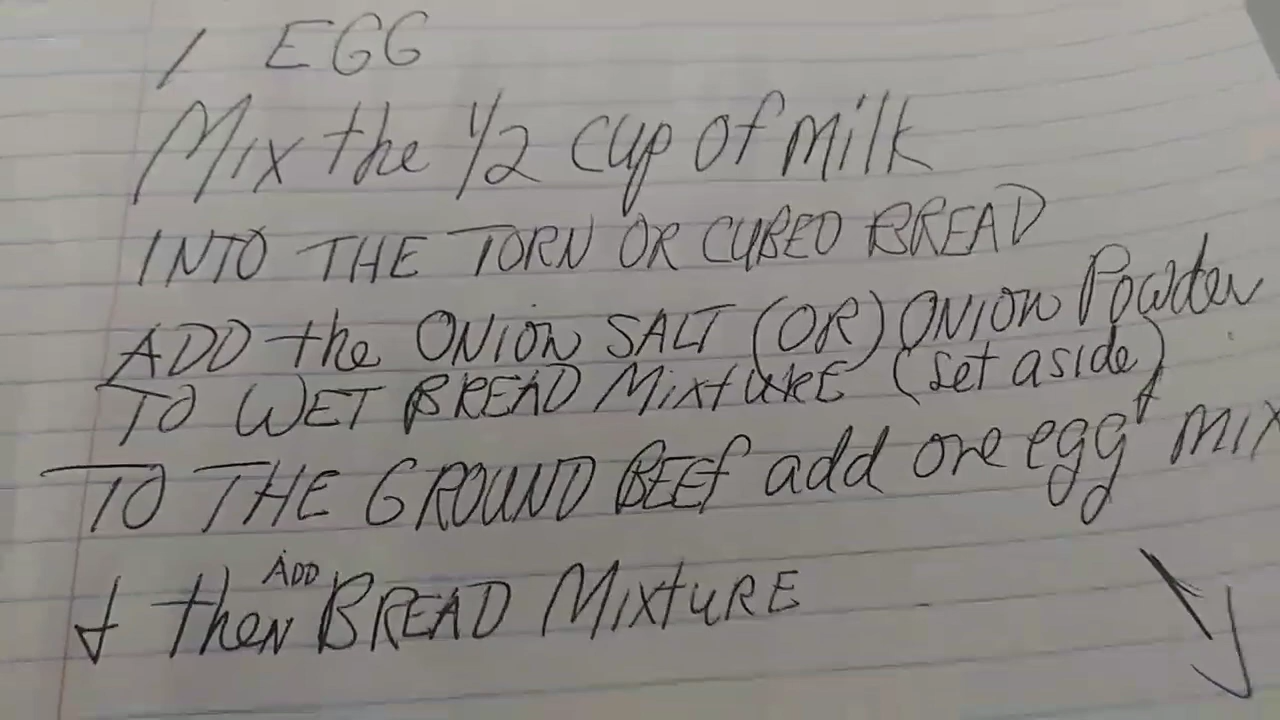 1 EGG
Mix the 1/2 cup of milk
INTO THE TORN OR CUBED BREAD
ADD the ONION SALT (OR) ONION Powder
TO WET BREAD MixtURE (set aside)
TO THE GROUND BEEf add one egg + mix
+ then ADD BREAD MixtURE